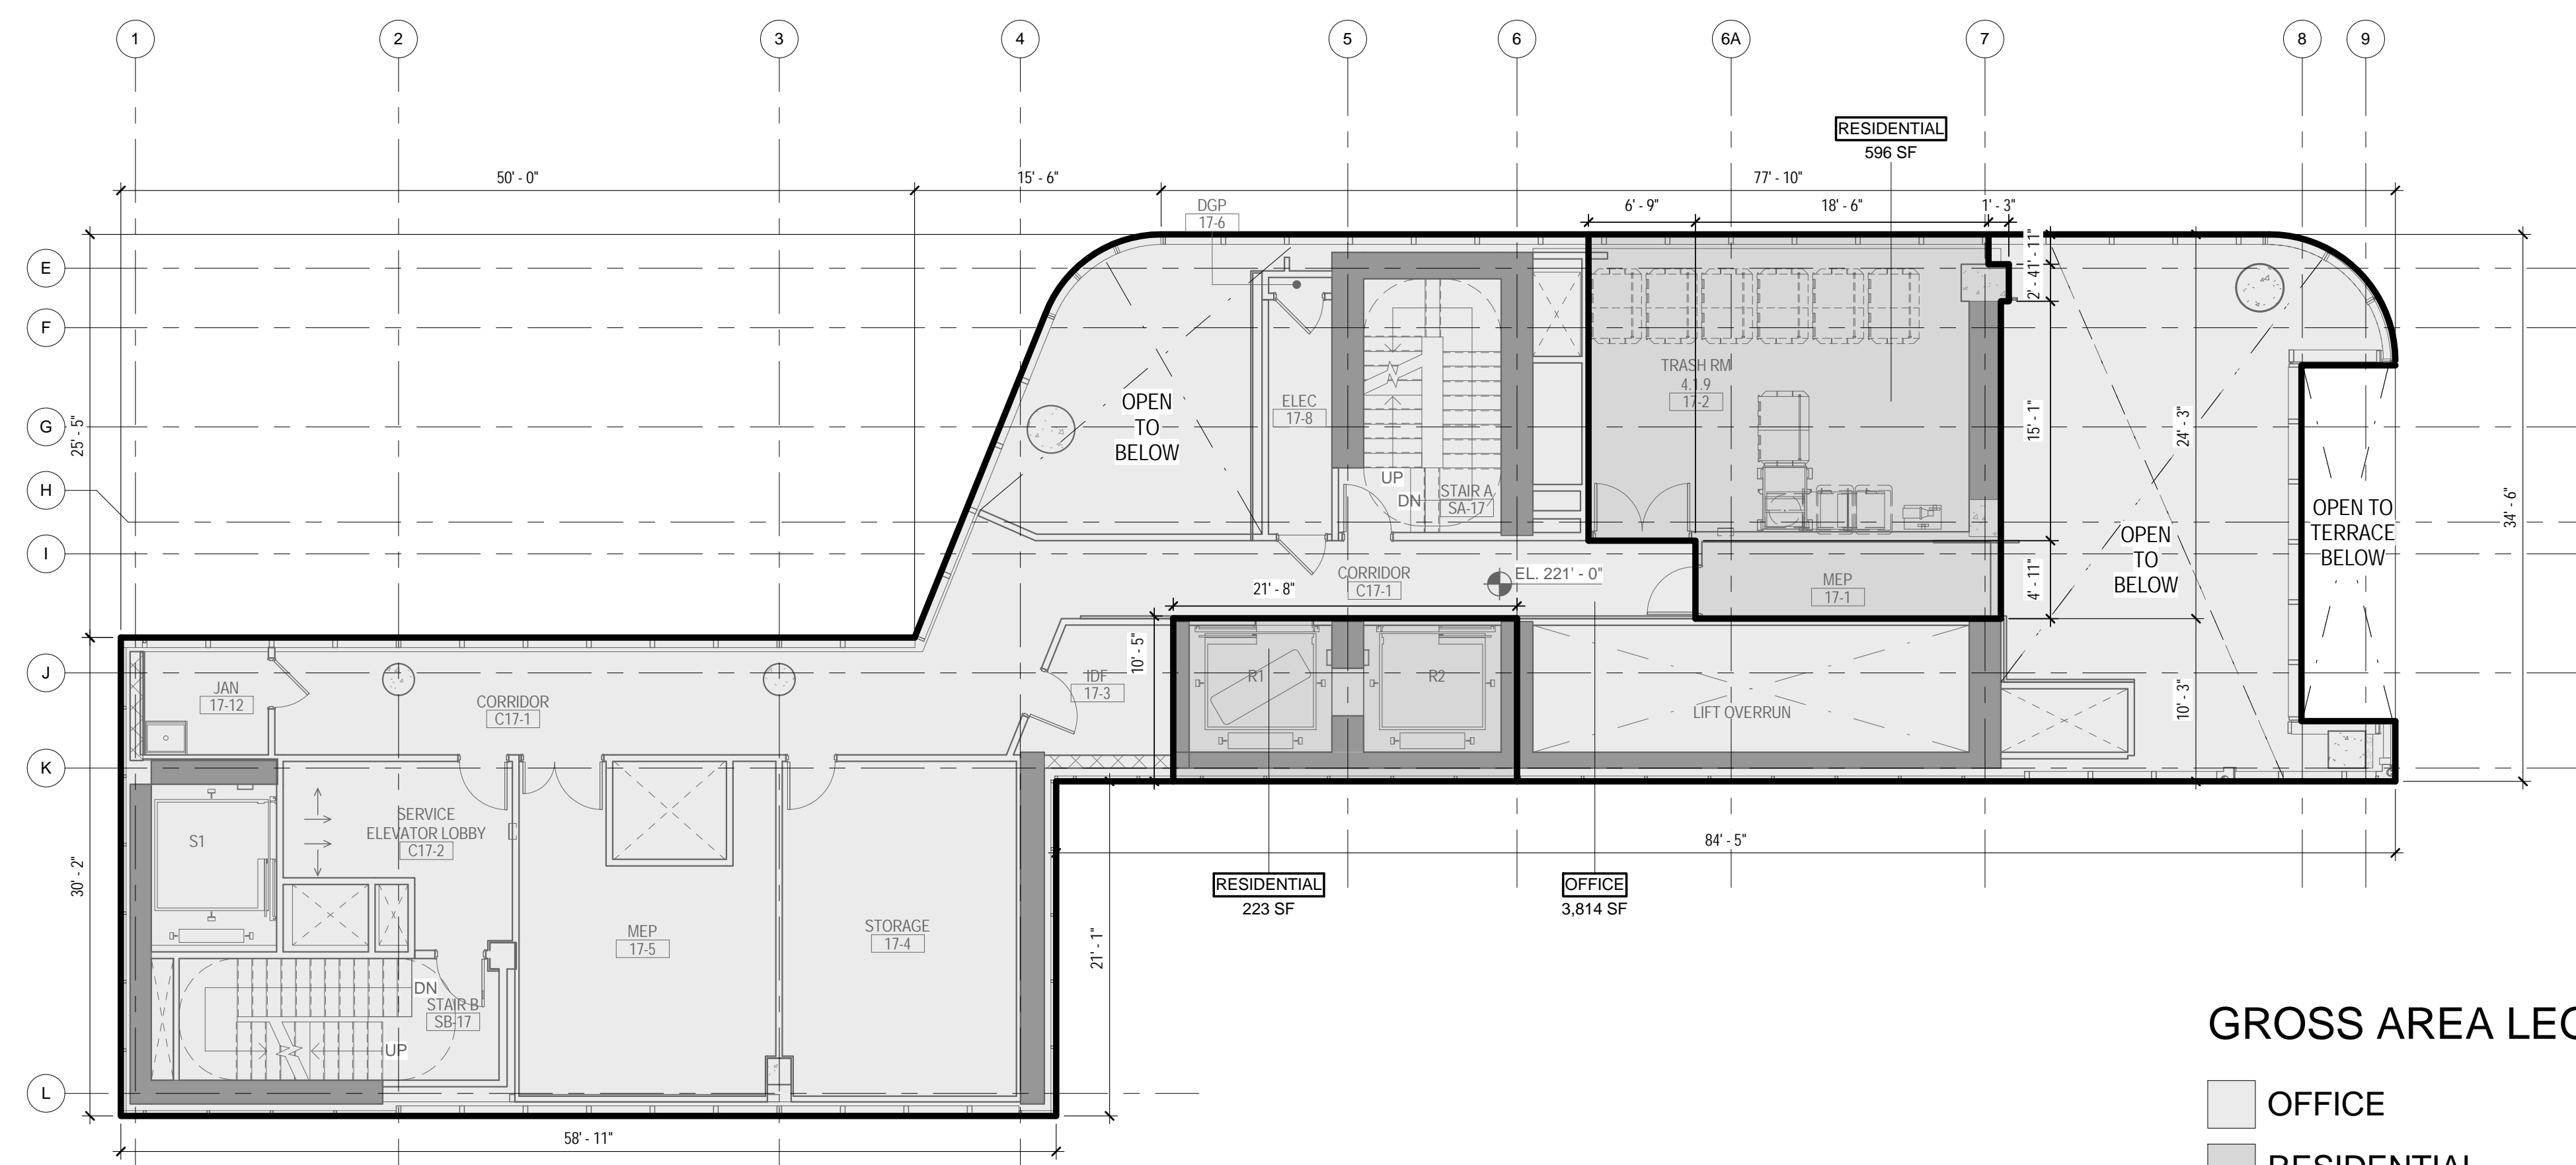 1
2
3
4
5
6
6A
7
8
9
RESIDENTIAL
596 SF
50' - 0"
15' - 6"
77' - 10"
DGP
17-6
6' - 9"
18' - 6"
1' - 3"
E
F
G
H
I
J
K
L
25' - 5"
30' - 2"
1' - 11"
2' - 4"
15' - 1"
4' - 11"
24' - 3"
10' - 3"
34' - 6"
OPEN
TO
BELOW
ELEC
17-8
UP
DN
STAIR A
SA-17
TRASH RM
4.1.9
17-2
OPEN
TO
BELOW
OPEN TO
TERRACE
BELOW
CORRIDOR
C17-1
EL. 221' - 0"
21' - 8"
MEP
17-1
10' - 5"
JAN
17-12
CORRIDOR
C17-1
IDF
17-3
R1
R2
LIFT OVERRUN
S1
SERVICE
ELEVATOR LOBBY
C17-2
84' - 5"
RESIDENTIAL
223 SF
OFFICE
3,814 SF
MEP
17-5
STORAGE
17-4
21' - 1"
DN
STAIR B
SB-17
UP
58' - 11"
GROSS AREA LEG
OFFICE
RESIDENTIAL